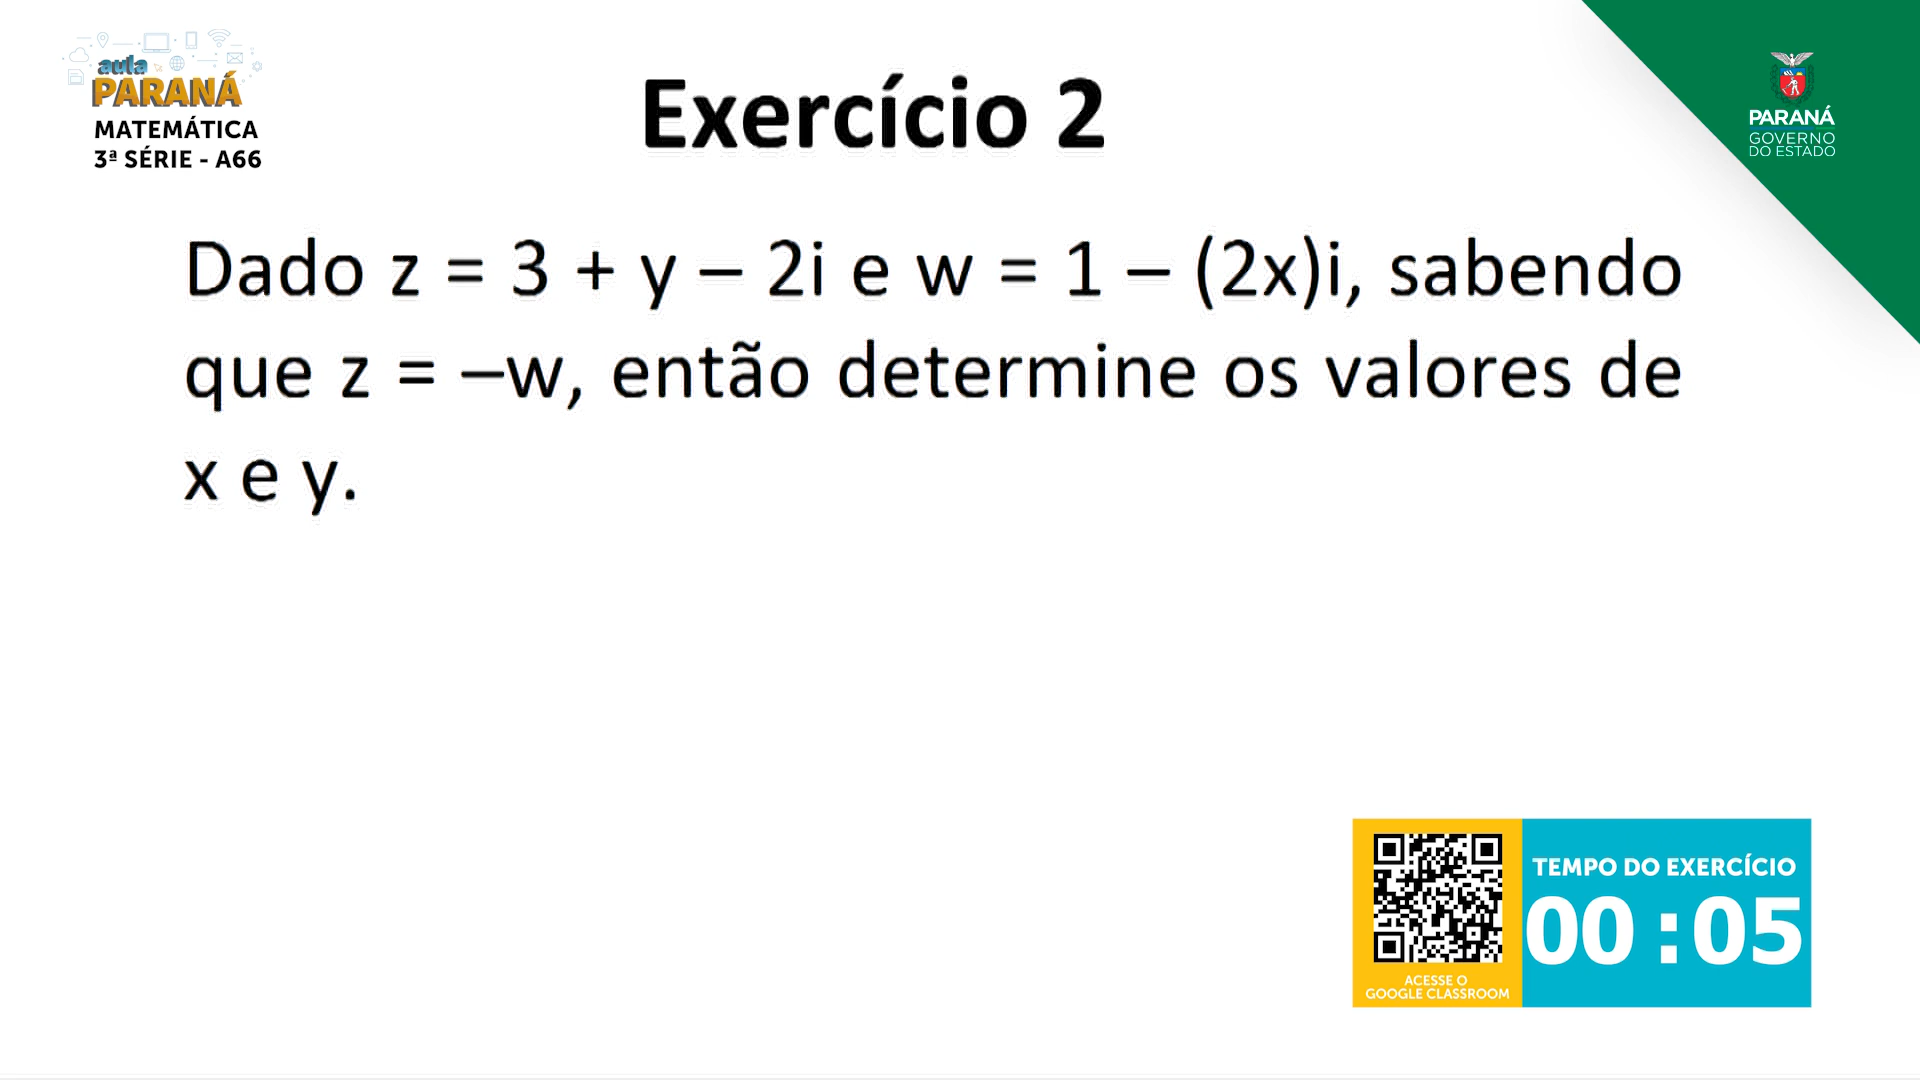 aula
PARANÁ
MATEMÁTICA
3ª SÉRIE - A66
Exercício 2
PARANÁ
GOVERNO
DO ESTADO
Dado z = 3 + y – 2i e w = 1 – (2x)i, sabendo
que z = –w, então determine os valores de
x e y.
TEMPO DO EXERCÍCIO
00:05
ACESSE O
GOOGLE CLASSROOM